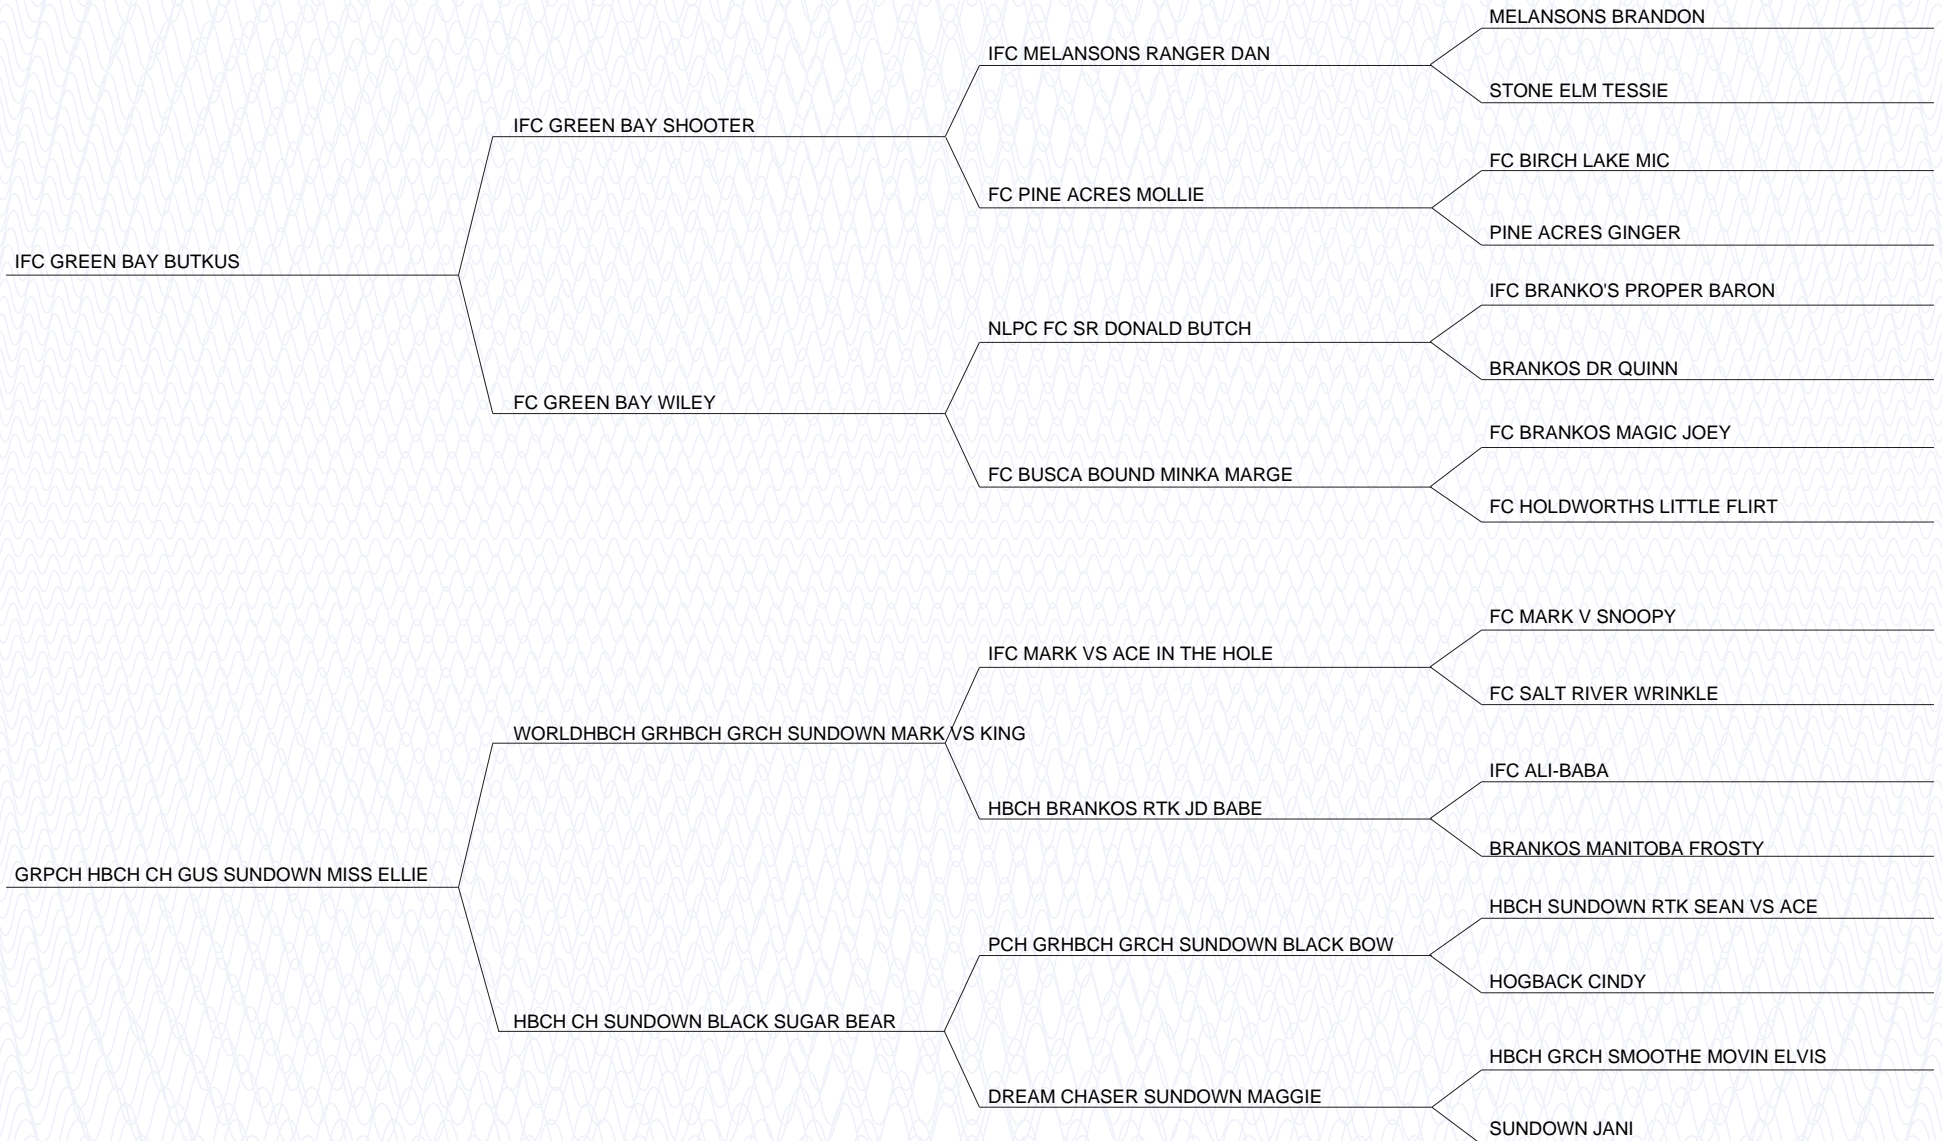 MELANSONS BRANDON
IFC MELANSONS RANGER DAN
STONE ELM TESSIE
IFC GREEN BAY SHOOTER
FC BIRCH LAKE MIC
FC PINE ACRES MOLLIE
PINE ACRES GINGER
IFC GREEN BAY BUTKUS
IFC BRANKO'S PROPER BARON
NLPC FC SR DONALD BUTCH
BRANKOS DR QUINN
FC GREEN BAY WILEY
FC BRANKOS MAGIC JOEY
FC BUSCA BOUND MINKA MARGE
FC HOLDWORTHS LITTLE FLIRT
FC MARK V SNOOPY
IFC MARK VS ACE IN THE HOLE
FC SALT RIVER WRINKLE
WORLDHBCH GRHBCH GRCH SUNDOWN MARK VS KING
IFC ALI-BABA
HBCH BRANKOS RTK JD BABE
BRANKOS MANITOBA FROSTY
GRPCH HBCH CH GUS SUNDOWN MISS ELLIE
HBCH SUNDOWN RTK SEAN VS ACE
PCH GRHBCH GRCH SUNDOWN BLACK BOW
HOGBACK CINDY
HBCH CH SUNDOWN BLACK SUGAR BEAR
HBCH GRCH SMOOTHE MOVIN ELVIS
DREAM CHASER SUNDOWN MAGGIE
SUNDOWN JANI